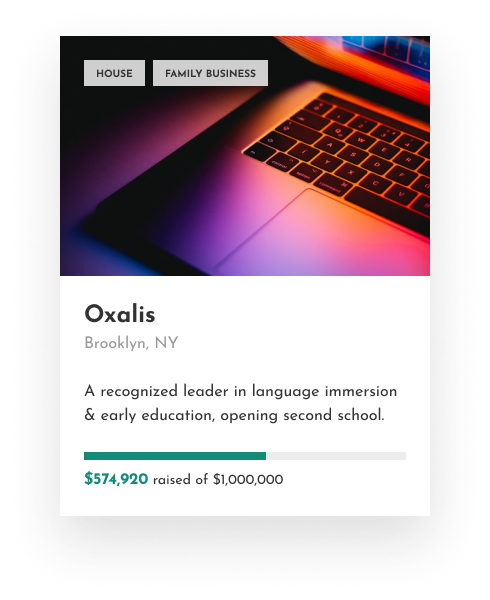 HOUSE
FAMILY BUSINESS
Oxalis
Brooklyn, NY
A recognized leader in language immersion
& early education, opening second school.
$574,920 raised of $1,000,000